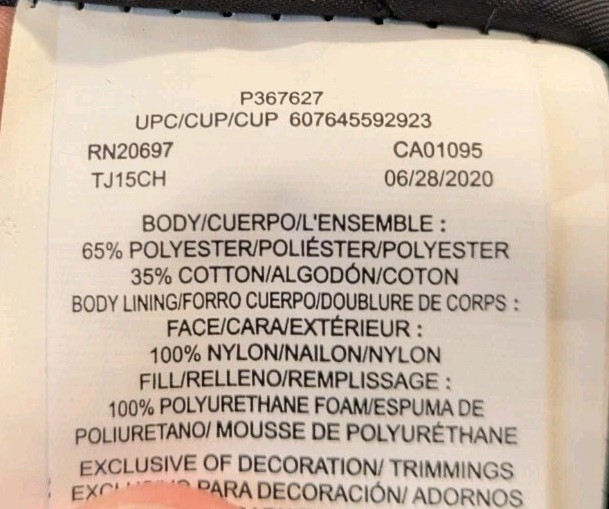 P367627
UPC/CUP/CUP 607645592923
RN20697 CA01095
TJ15CH 06/28/2020
BODY/CUERPO/L'ENSEMBLE :
65% POLYESTER/POLIÉSTER/POLYESTER
35% COTTON/ALGODÓN/COTON
BODY LINING/FORRO CUERPO/DOUBLURE DE CORPS :
FACE/CARA/EXTÉRIEUR :
100% NYLON/NAILON/NYLON
FILL/RELLENO/REMPLISSAGE :
100% POLYURETHANE FOAM/ESPUMA DE
POLIURETANO/ MOUSSE DE POLYURÉTHANE
EXCLUSIVE OF DECORATION/ TRIMMINGS
PARA DECORACIÓN/ ADORNOS